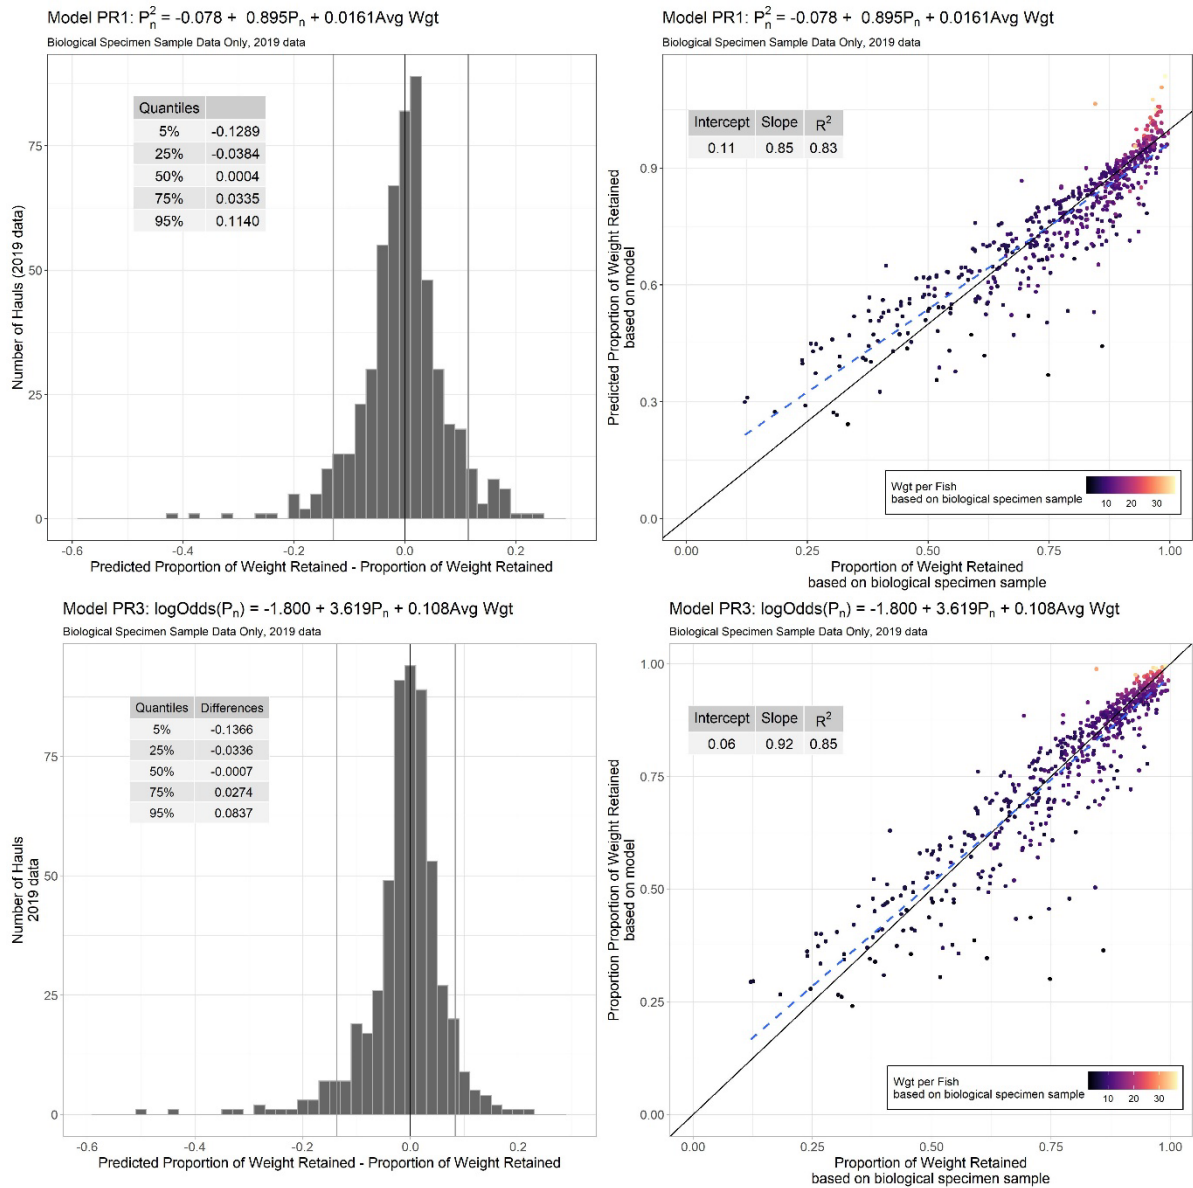 Model PR1: P²ₙ = -0.078 + 0.895Pₙ + 0.0161Avg Wgt
Biological Specimen Sample Data Only, 2019 data
Number of Hauls (2019 data)
75
50
25
0
Quantiles
5% -0.1289
25% -0.0384
50% 0.0004
75% 0.0335
95% 0.1140
-0.6 -0.4 -0.2 0.0 0.2
Predicted Proportion of Weight Retained - Proportion of Weight Retained
Model PR1: P²ₙ = -0.078 + 0.895Pₙ + 0.0161Avg Wgt
Biological Specimen Sample Data Only, 2019 data
Predicted Proportion of Weight Retained
based on model
0.9
0.6
0.3
0.0
Intercept Slope R²
0.11 0.85 0.83
Wgt per Fish
based on biological specimen sample
10 20 30
0.00 0.25 0.50 0.75 1.00
Proportion of Weight Retained
based on biological specimen sample
Model PR3: logOdds(Pₙ) = -1.800 + 3.619Pₙ + 0.108Avg Wgt
Biological Specimen Sample Data Only, 2019 data
Number of Hauls
2019 data
75
50
25
0
Quantiles Differences
5% -0.1366
25% -0.0336
50% -0.0007
75% 0.0274
95% 0.0837
-0.6 -0.4 -0.2 0.0 0.2
Predicted Proportion of Weight Retained - Proportion of Weight Retained
Model PR3: logOdds(Pₙ) = -1.800 + 3.619Pₙ + 0.108Avg Wgt
Biological Specimen Sample Data Only, 2019 data
Proportion Proportion of Weight Retained
based on model
1.00
0.75
0.50
0.25
0.00
Intercept Slope R²
0.06 0.92 0.85
Wgt per Fish
based on biological specimen sample
10 20 30
0.00 0.25 0.50 0.75 1.00
Proportion of Weight Retained
based on biological specimen sample